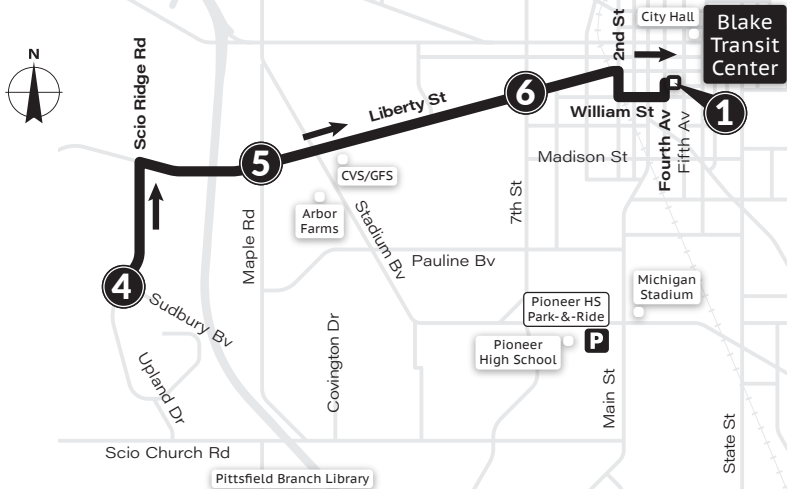 City Hall
Blake
Transit
Center
N
2nd St
Scio Ridge Rd
6
Liberty St
William St
1
Fourth Av
Fifth Av
5
Madison St
CVS/GFS
Arbor
Farms
Stadium Bv
7th St
Maple Rd
Pauline Bv
4
Sudbury Bv
Michigan
Stadium
Pioneer HS
Park-&-Ride
P
Pioneer
High School
Upland Dr
Covington Dr
Main St
State St
Scio Church Rd
Pittsfield Branch Library